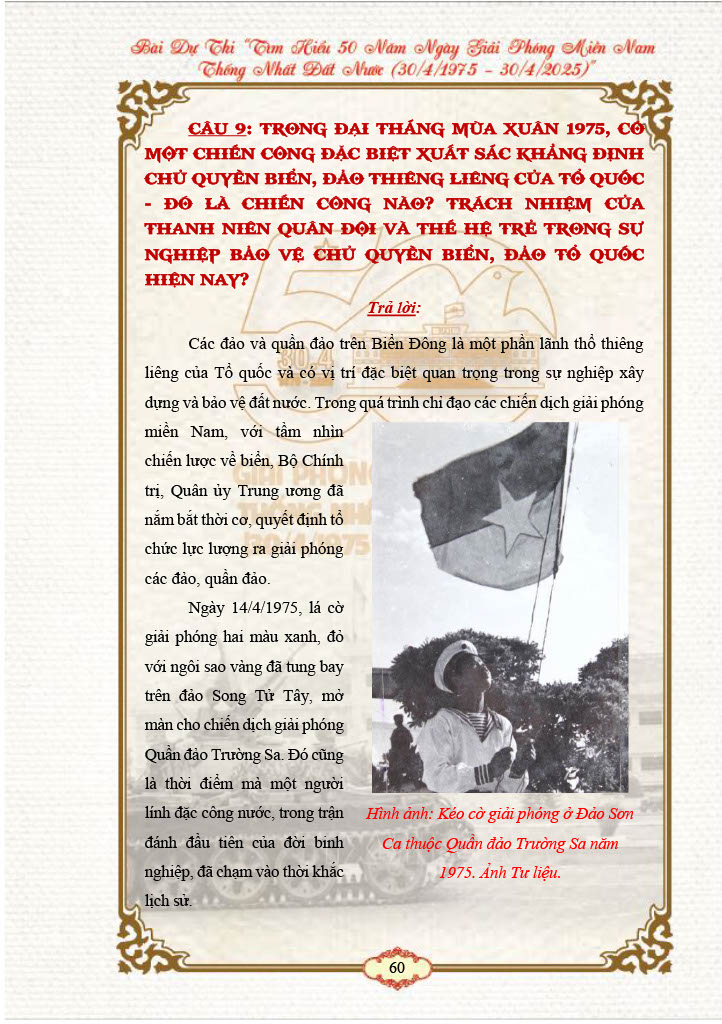 Bài Dự Thi "Tìm Hiểu 50 Năm Ngày Giải Phóng Miền Nam
Thống Nhất Đất Nước (30/4/1975 – 30/4/2025)"
CÂU 9: TRONG ĐẠI THẮNG MÙA XUÂN 1975, CÓ
MỘT CHIẾN CÔNG ĐẶC BIỆT XUẤT SẮC KHẲNG ĐỊNH
CHỦ QUYỀN BIỂN, ĐẢO THIÊNG LIÊNG CỦA TỔ QUỐC
- ĐÓ LÀ CHIẾN CÔNG NÀO? TRÁCH NHIỆM CỦA
THANH NIÊN QUÂN ĐỘI VÀ THẾ HỆ TRẺ TRONG SỰ
NGHIỆP BẢO VỆ CHỦ QUYỀN BIỂN, ĐẢO TỔ QUỐC
HIỆN NAY?
Trả lời:
Các đảo và quần đảo trên Biển Đông là một phần lãnh thổ thiêng
liêng của Tổ quốc và có vị trí đặc biệt quan trọng trong sự nghiệp xây
dựng và bảo vệ đất nước. Trong quá trình chỉ đạo các chiến dịch giải phóng
miền Nam, với tầm nhìn
chiến lược về biển, Bộ Chính
trị, Quân ủy Trung ương đã
nắm bắt thời cơ, quyết định tổ
chức lực lượng ra giải phóng
các đảo, quần đảo.
Ngày 14/4/1975, lá cờ
giải phóng hai màu xanh, đỏ
với ngôi sao vàng đã tung bay
trên đảo Song Tử Tây, mở
màn cho chiến dịch giải phóng
Quần đảo Trường Sa. Đó cũng
là thời điểm mà một người
lính đặc công nước, trong trận
đánh đầu tiên của đời binh
nghiệp, đã chạm vào thời khắc
lịch sử.
Hình ảnh: Kéo cờ giải phóng ở Đảo Sơn
Ca thuộc Quần đảo Trường Sa năm
1975. Ảnh Tư liệu.
60